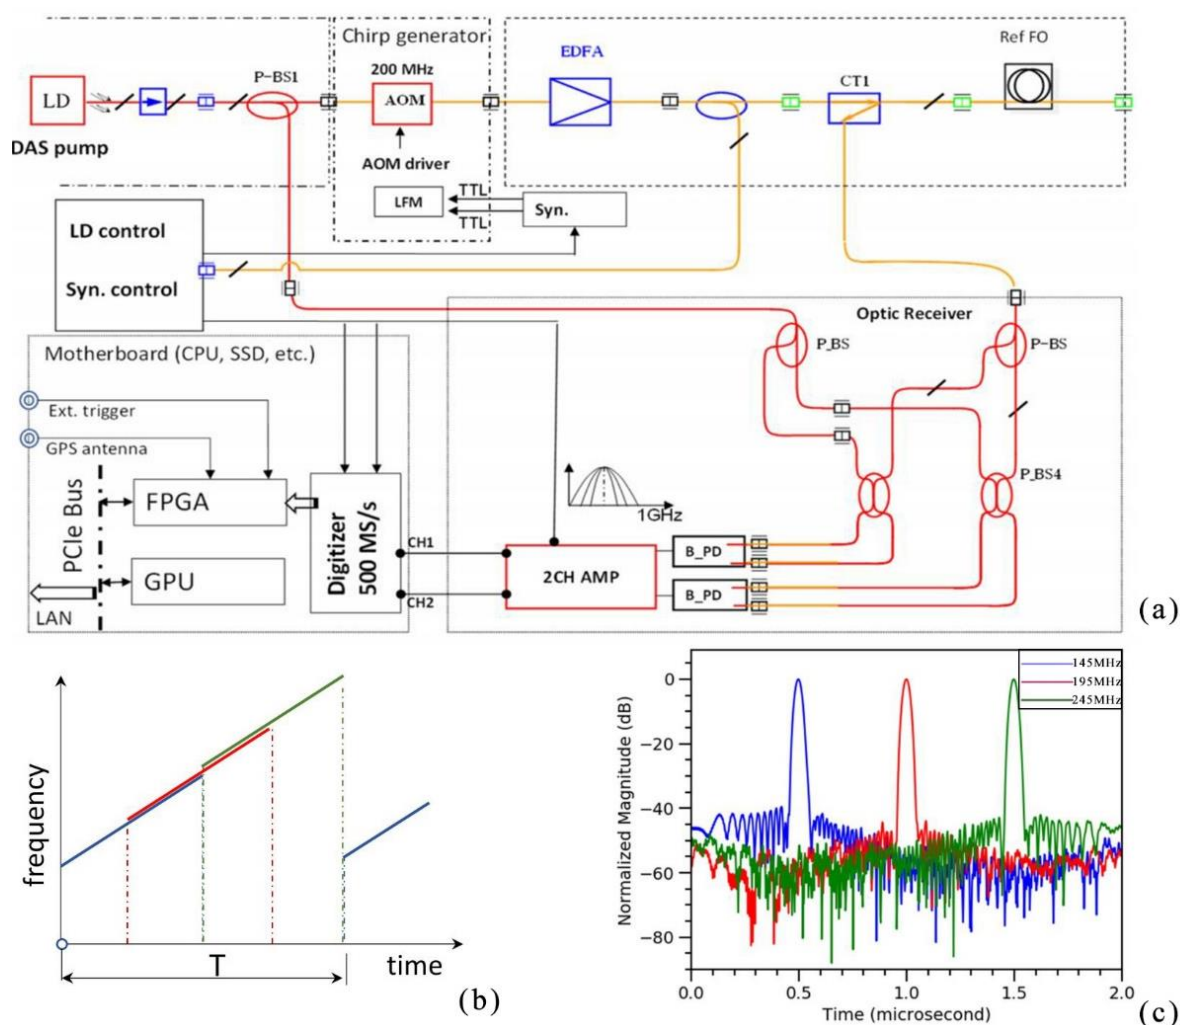 Chirp generator
Ref FO
EDFA
P-BS1
200 MHz
CT1
LD
AOM
DAS pump
AOM driver
TTL
LFM
Syn.
TTL
LD control
Syn. control
Optic Receiver
P_BS
P-BS
Motherboard (CPU, SSD, etc.)
Ext. trigger
GPS antenna
P_BS4
FPGA
1GHz
PCIe Bus
Digitizer
500 MS/s
CH1
B_PD
GPU
2CH AMP
B_PD
CH2
LAN
(a)
frequency
T
time
(b)
145MHz
195MHz
245MHz
0
−20
−40
−60
−80
Normalized Magnitude (dB)
0.0
0.5
1.0
1.5
2.0
Time (microsecond)
(c)